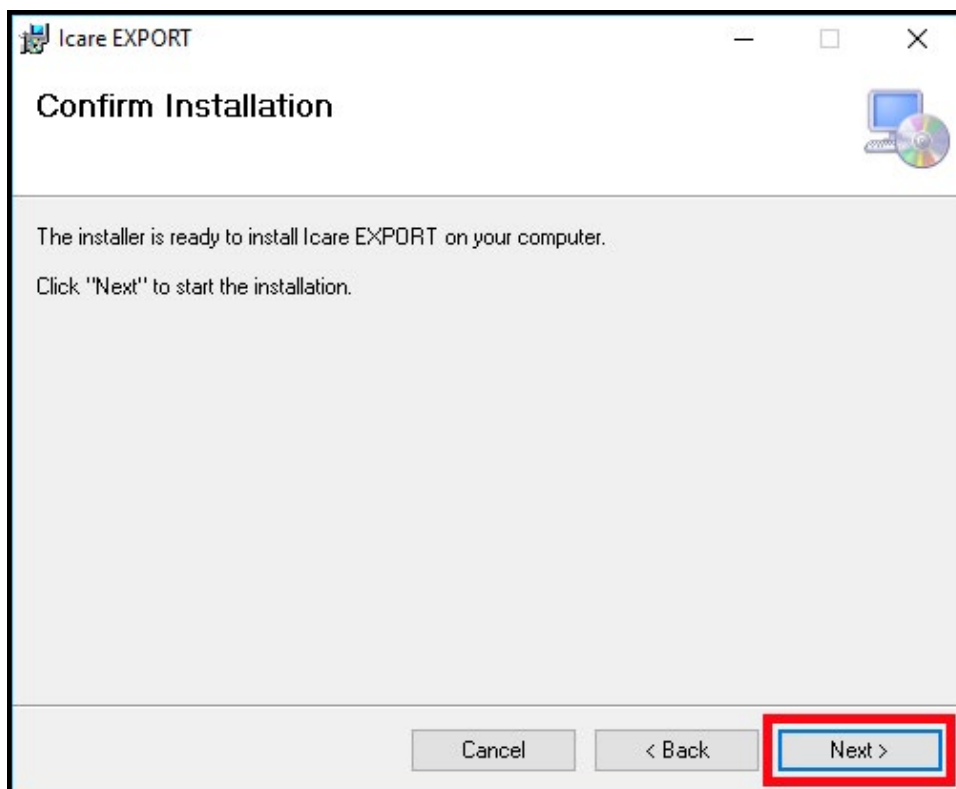 Icare EXPORT
Confirm Installation
The installer is ready to install Icare EXPORT on your computer.
Click "Next" to start the installation.
Cancel
< Back
Next >